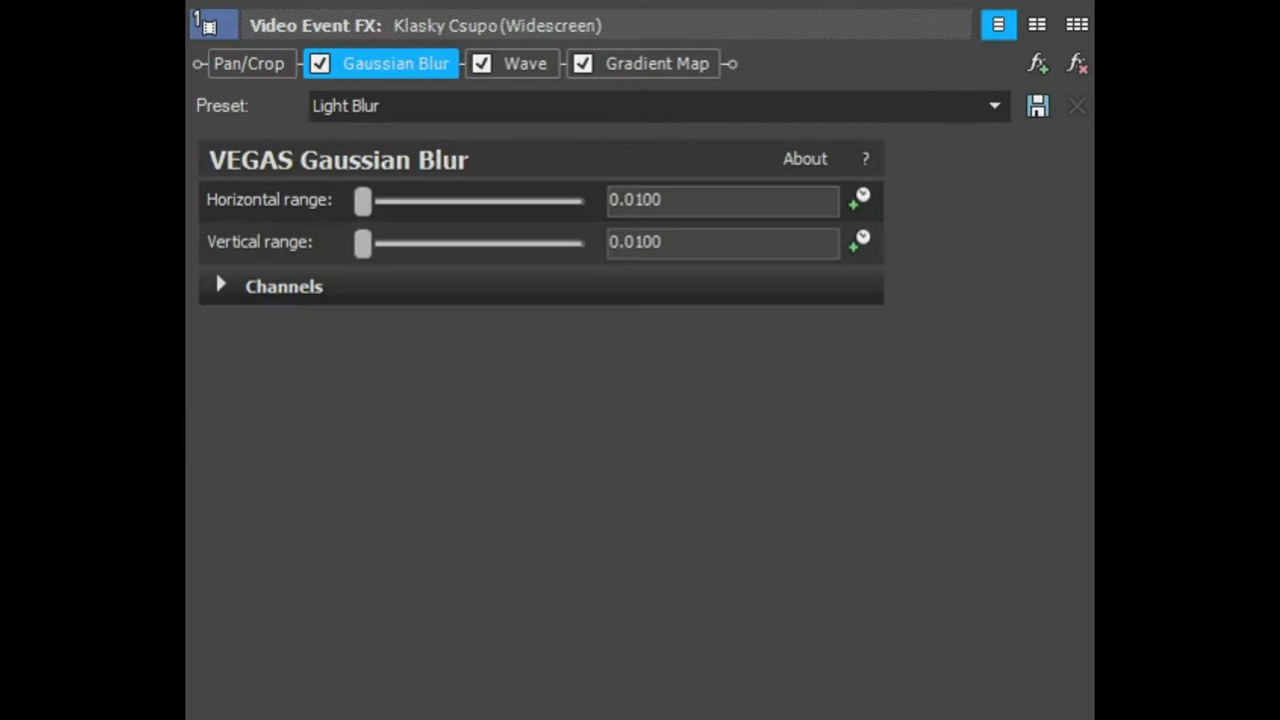 1 Video Event FX: Klasky Csupo(Widescreen)
Pan/Crop Gaussian Blur Wave Gradient Map
Preset: Light Blur
VEGAS Gaussian Blur About ?
Horizontal range: 0.0100
Vertical range: 0.0100
Channels